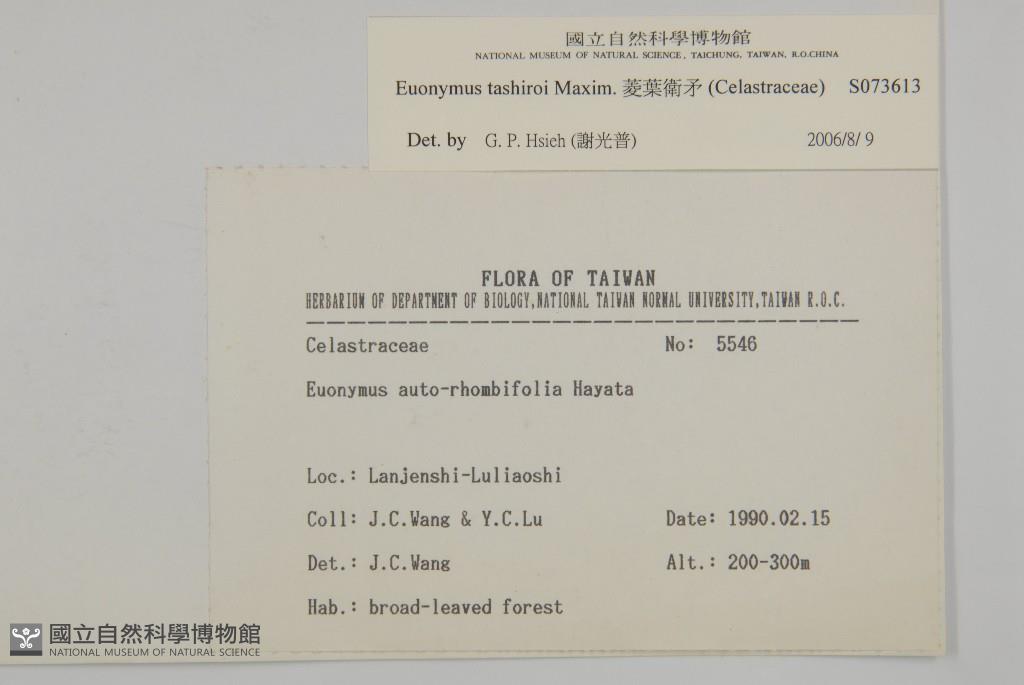 國立自然科學博物館
NATIONAL MUSEUM OF NATURAL SCIENCE, TAICHUNG, TAIWAN, R.O.CHINA
Euonymus tashiroi Maxim. 菱葉衛矛 (Celastraceae) S073613
Det. by G. P. Hsieh (謝光普) 2006/8/ 9
FLORA OF TAIWAN
HERBARIUM OF DEPARTMENT OF BIOLOGY,NATIONAL TAIWAN NORMAL UNIVERSITY,TAIWAN R.O.C.
Celastraceae No: 5546
Euonymus auto-rhombifolia Hayata
Loc.: Lanjenshi-Luliaoshi
Coll: J.C.Wang & Y.C.Lu Date: 1990.02.15
Det.: J.C.Wang Alt.: 200-300m
Hab.: broad-leaved forest
國立自然科學博物館
NATIONAL MUSEUM OF NATURAL SCIENCE